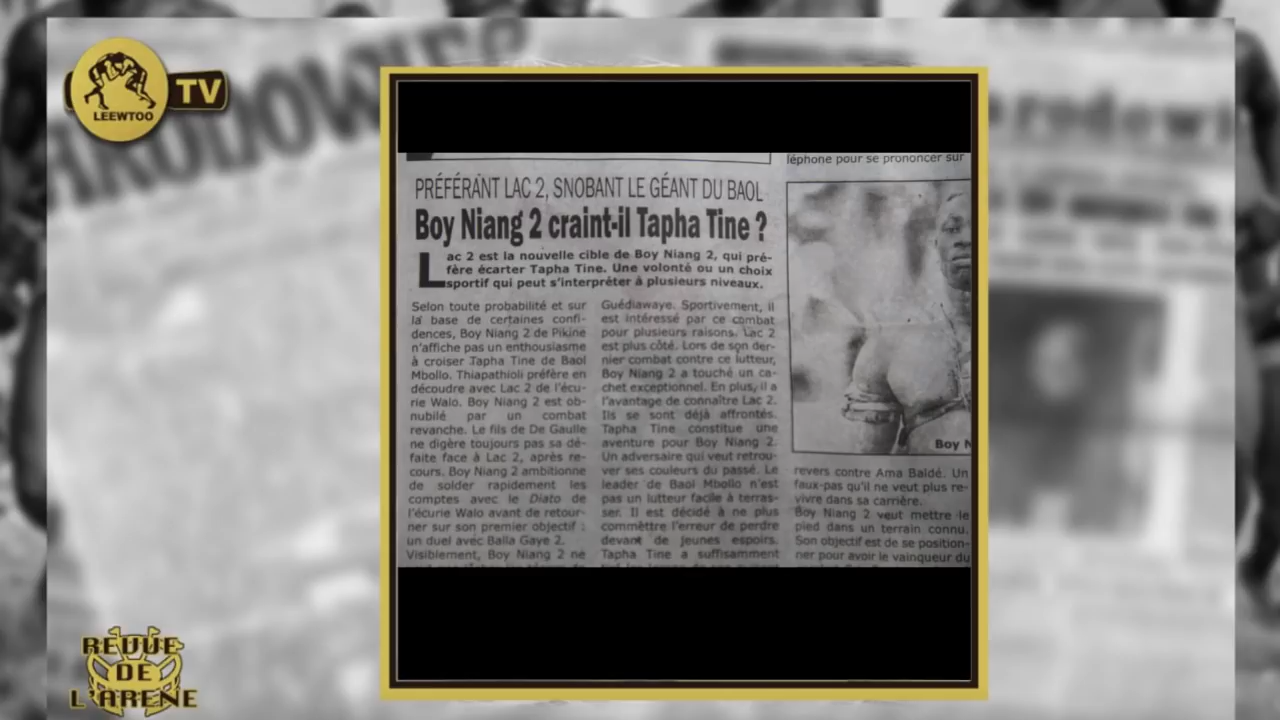 LEEWTOO
TV
léphone pour se prononcer sur
PRÉFÉRANT LAC 2, SNOBANT LE GÉANT DU BAOL
Boy Niang 2 craint-il Tapha Tine ?
Lac 2 est la nouvelle cible de Boy Niang 2, qui pré-
fère écarter Tapha Tine. Une volonté ou un choix
sportif qui peut s'interpréter à plusieurs niveaux.
Selon toute probabilité et sur
la base de certaines confi-
dences, Boy Niang 2 de Pikine
n'affiche pas un enthousiasme
à croiser Tapha Tine de Baol
Mbollo. Thiapathioli préfère en
découdre avec Lac 2 de l'écu-
rie Walo. Boy Niang 2 est ob-
nubilé par un combat
revanche. Le fils de De Gaulle
ne digère toujours pas sa dé-
faite face à Lac 2, après re-
cours. Boy Niang 2 ambitionne
de solder rapidement les
comptes avec le Diato de
l'écurie Walo avant de retour-
ner sur son premier objectif :
un duel avec Balla Gaye 2.
Visiblement, Boy Niang 2 ne
Guédiawaye. Sportivement, il
est intéressé par ce combat
pour plusieurs raisons. Lac 2
est plus côté. Lors de son der-
nier combat contre ce lutteur,
Boy Niang 2 a touché un ca-
chet exceptionnel. En plus, il a
l'avantage de connaître Lac 2.
Ils se sont déjà affrontés.
Tapha Tine constitue une
aventure pour Boy Niang 2.
Un adversaire qui veut retrou-
ver ses couleurs du passé. Le
leader de Baol Mbollo n'est
pas un lutteur facile à terras-
ser. Il est décidé à ne plus
commettre l'erreur de perdre
devant de jeunes espoirs.
Tapha Tine a suffisamment
Boy N
revers contre Ama Baldé. Un
faux-pas qu'il ne veut plus re-
vivre dans sa carrière.
Boy Niang 2 veut mettre le
pied dans un terrain connu.
Son objectif est de se position-
ner pour avoir le vainqueur du
REVUE
DE
L'ARENE